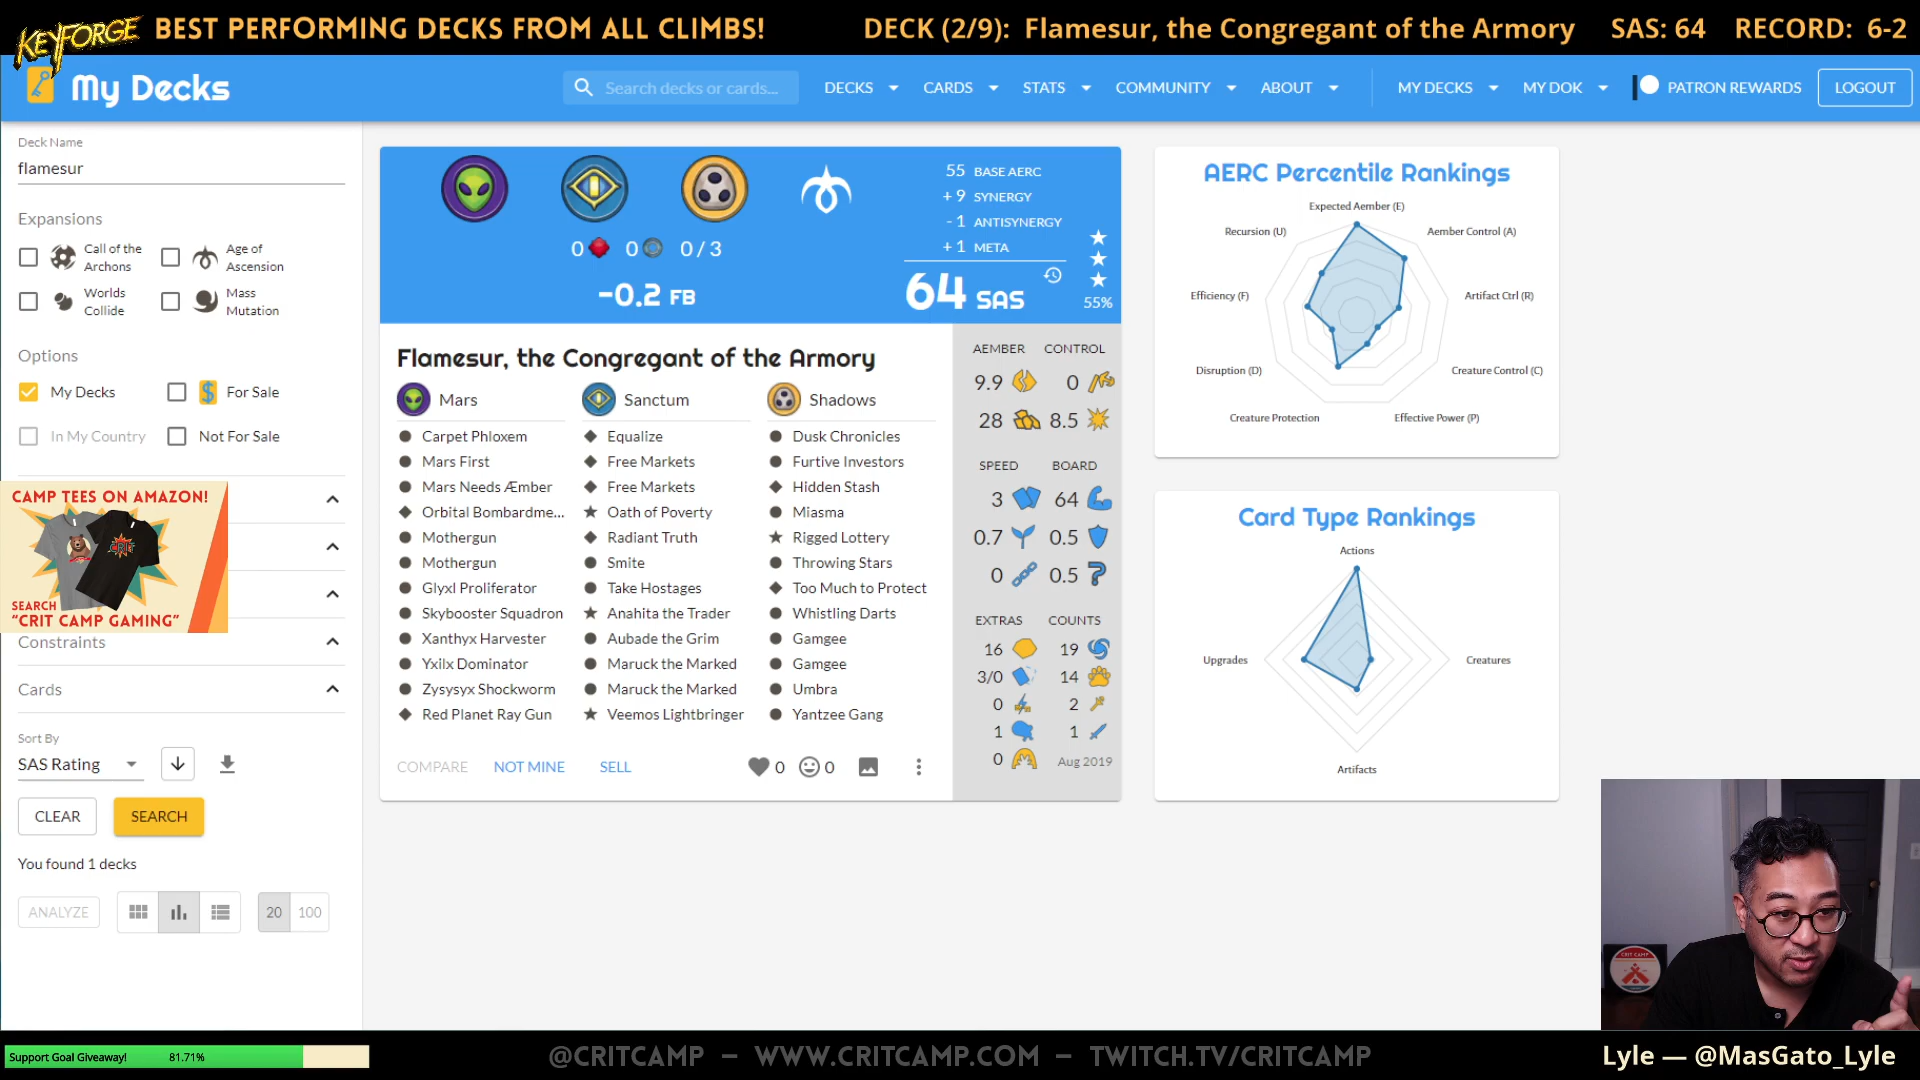 KEYFORGE
BEST PERFORMING DECKS FROM ALL CLIMBS!
DECK (2/9): Flamesur, the Congregant of the Armory
SAS: 64
RECORD: 6-2
My Decks
Search decks or cards...
DECKS
CARDS
STATS
COMMUNITY
ABOUT
MY DECKS
MY DOK
PATRON REWARDS
LOGOUT
Deck Name
flamesur
Expansions
Call of the Archons
Age of Ascension
Worlds Collide
Mass Mutation
Options
My Decks
For Sale
In My Country
Not For Sale
CAMP TEES ON AMAZON!
CRIT
SEARCH
"CRIT CAMP GAMING"
Constraints
Cards
Sort By
SAS Rating
CLEAR
SEARCH
You found 1 decks
ANALYZE
20
100
0
0
0 / 3
-0.2 FB
55 BASE AERC
+ 9 SYNERGY
- 1 ANTISYNERGY
+ 1 META
64 SAS
55%
Flamesur, the Congregant of the Armory
Mars
Carpet Phloxem
Mars First
Mars Needs Æmber
Orbital Bombardme...
Mothergun
Mothergun
Glyxl Proliferator
Skybooster Squadron
Xanthyx Harvester
Yxilx Dominator
Zysysyx Shockworm
Red Planet Ray Gun
Sanctum
Equalize
Free Markets
Free Markets
Oath of Poverty
Radiant Truth
Smite
Take Hostages
Anahita the Trader
Aubade the Grim
Maruck the Marked
Maruck the Marked
Veemos Lightbringer
Shadows
Dusk Chronicles
Furtive Investors
Hidden Stash
Miasma
Rigged Lottery
Throwing Stars
Too Much to Protect
Whistling Darts
Gamgee
Gamgee
Umbra
Yantzee Gang
COMPARE
NOT MINE
SELL
0
0
AEMBER CONTROL
9.9 0
28 8.5
SPEED BOARD
3 64
0.7 0.5
0 0.5
EXTRAS COUNTS
16 19
3/0 14
0 2
1 1
0 Aug 2019
AERC Percentile Rankings
Expected Aember (E)
Recursion (U)
Aember Control (A)
Efficiency (F)
Artifact Ctrl (R)
Disruption (D)
Creature Control (C)
Creature Protection
Effective Power (P)
Card Type Rankings
Actions
Upgrades
Creatures
Artifacts
CRIT CAMP
Support Goal Giveaway! 81.71%
@CRITCAMP — WWW.CRITCAMP.COM — TWITCH.TV/CRITCAMP
Lyle — @MasGato_Lyle